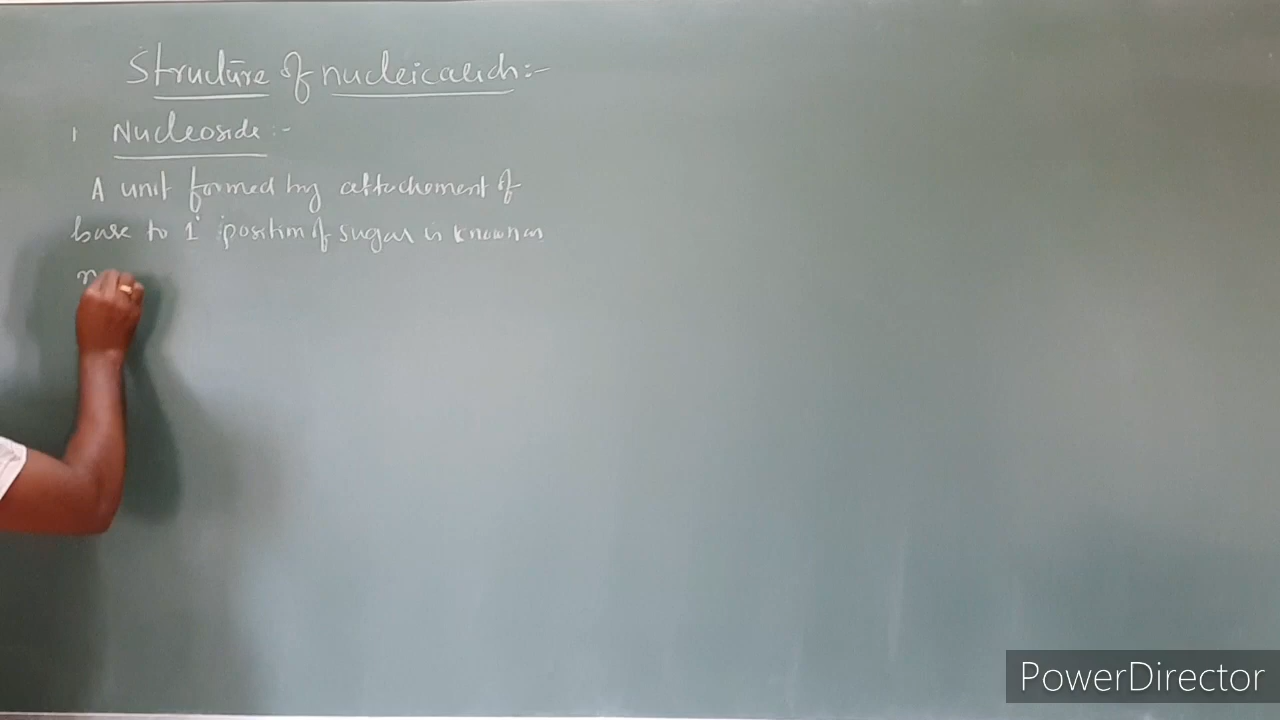 Structure of nucleic acids:-
1 Nucleoside:-
A unit formed by attachement of
base to 1' position of sugar is known as
n
PowerDirector